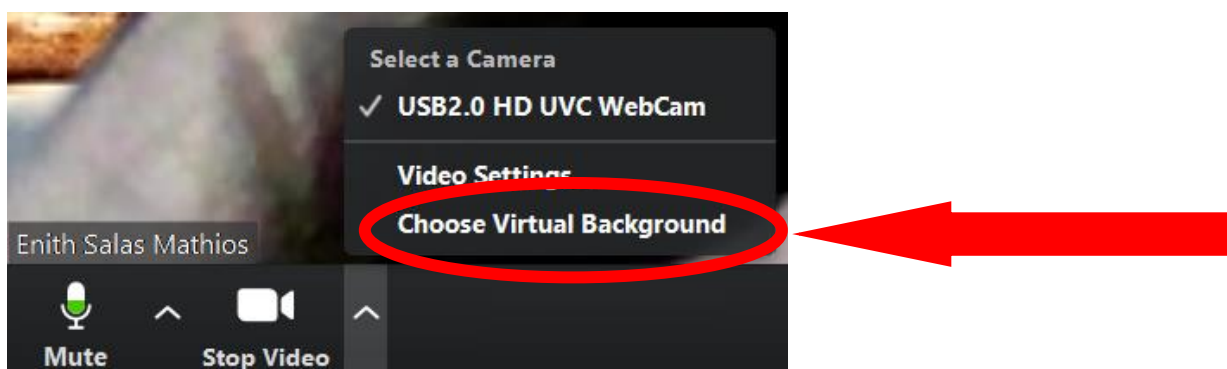 Select a Camera
✓ USB2.0 HD UVC WebCam
Video Settings
Choose Virtual Background
Enith Salas Mathios
Mute
Stop Video